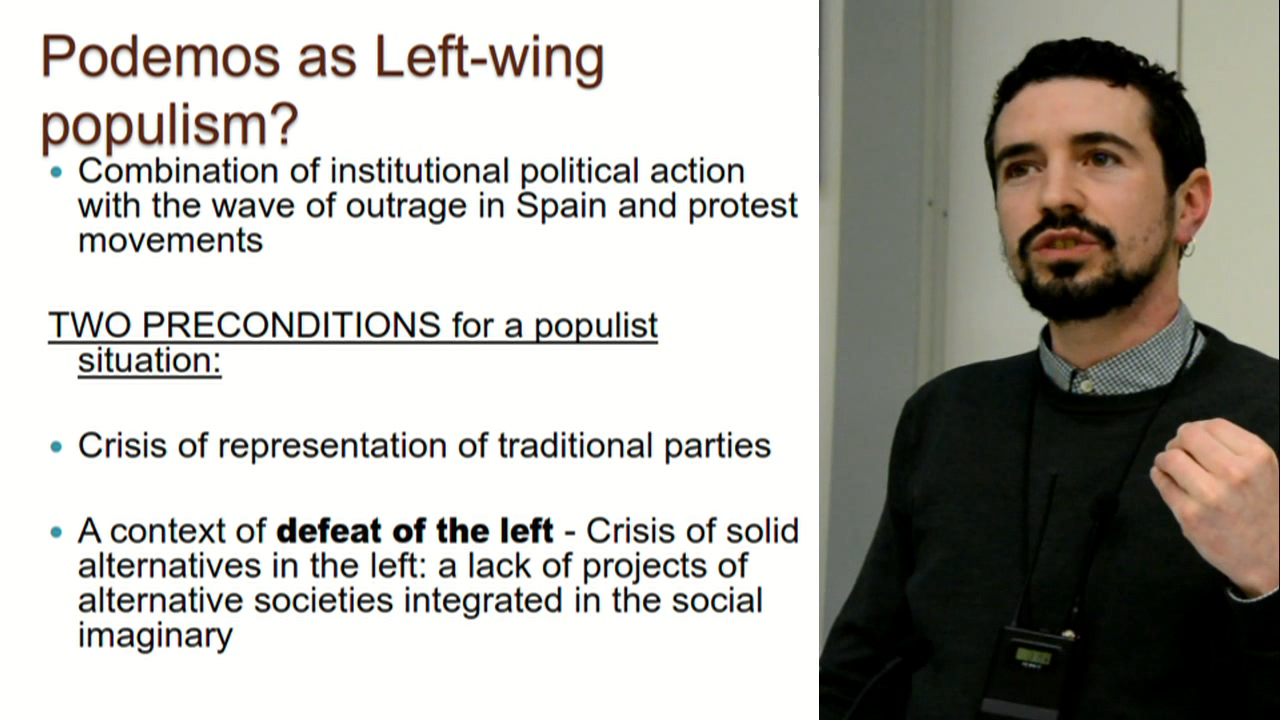 Podemos as Left-wing
populism?
• Combination of institutional political action
with the wave of outrage in Spain and protest
movements
TWO PRECONDITIONS for a populist
situation:
• Crisis of representation of traditional parties
• A context of defeat of the left - Crisis of solid
alternatives in the left: a lack of projects of
alternative societies integrated in the social
imaginary